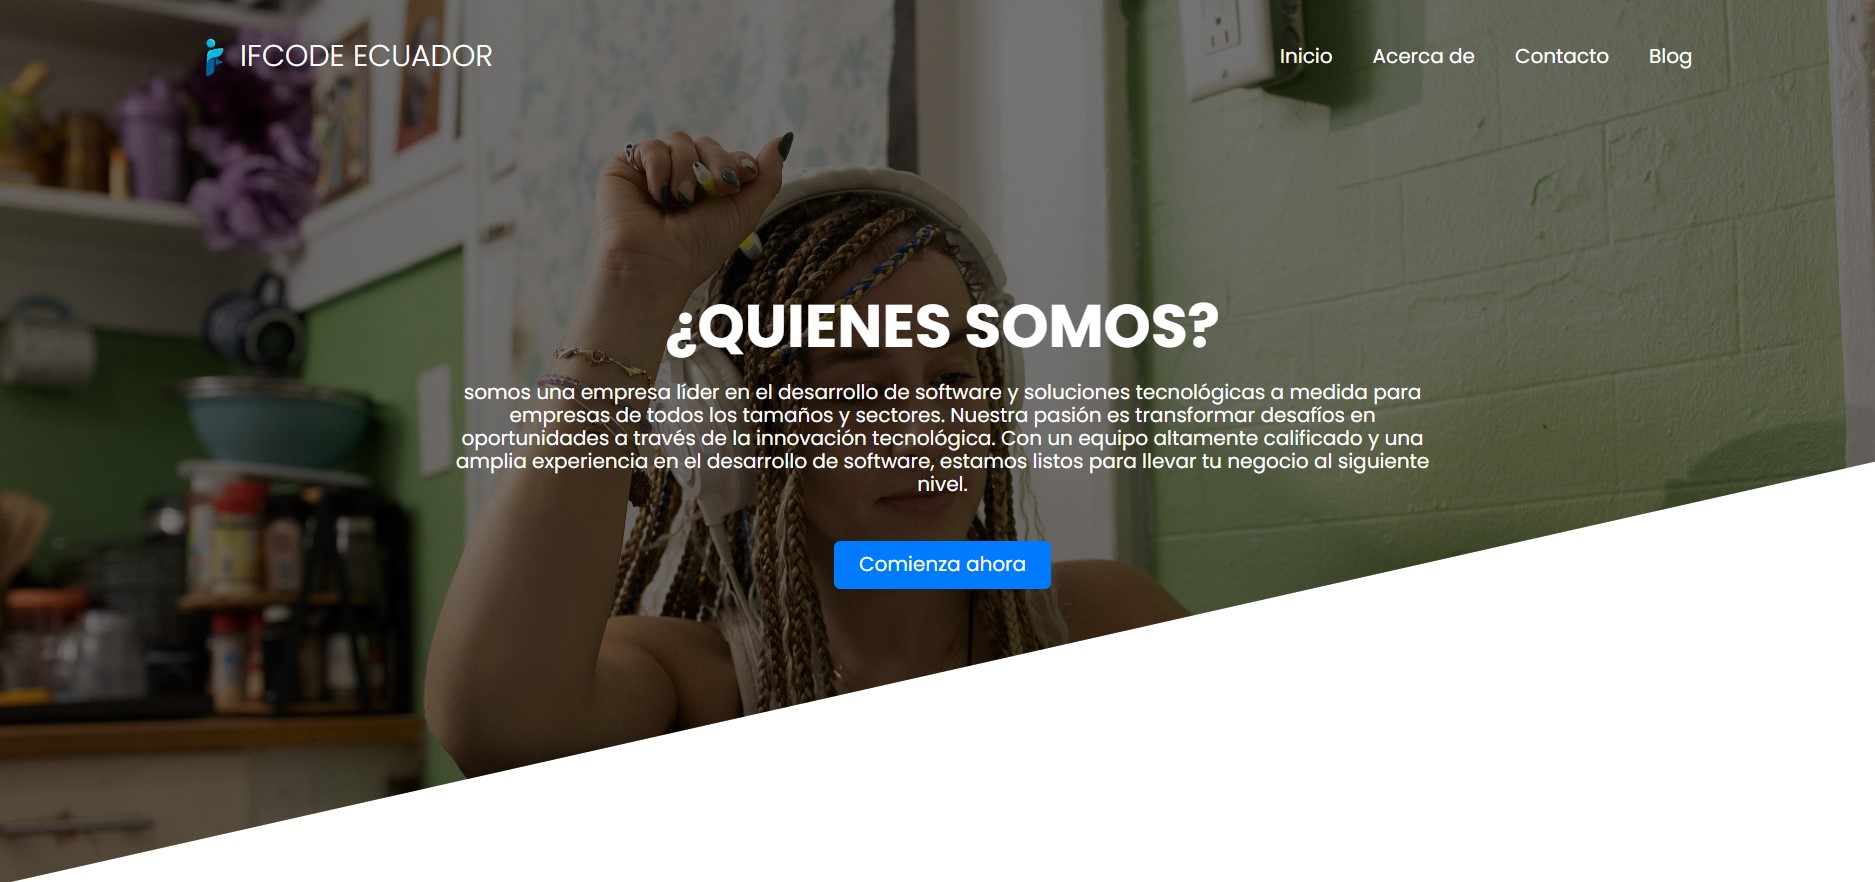 IFCODE ECUADOR
Inicio
Acerca de
Contacto
Blog
¿QUIENES SOMOS?
somos una empresa líder en el desarrollo de software y soluciones tecnológicas a medida para
empresas de todos los tamaños y sectores. Nuestra pasión es transformar desafíos en
oportunidades a través de la innovación tecnológica. Con un equipo altamente calificado y una
amplia experiencia en el desarrollo de software, estamos listos para llevar tu negocio al siguiente
nivel.
Comienza ahora